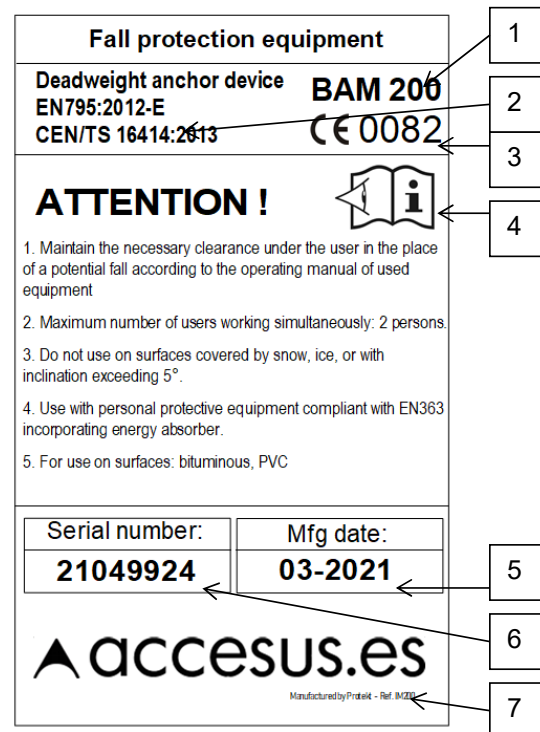 Fall protection equipment
1
Deadweight anchor device
BAM 200
EN795:2012-E
2
CEN/TS 16414:2013
CE 0082
3
ATTENTION !
i
4
1. Maintain the necessary clearance under the user in the place
of a potential fall according to the operating manual of used
equipment
2. Maximum number of users working simultaneously: 2 persons.
3. Do not use on surfaces covered by snow, ice, or with
inclination exceeding 5°.
4. Use with personal protective equipment compliant with EN363
incorporating energy absorber.
5. For use on surfaces: bituminous, PVC
Serial number:
Mfg date:
21049924
03-2021
5
6
accesus.es
Manufactured by Protekt - Ref. IM200
7